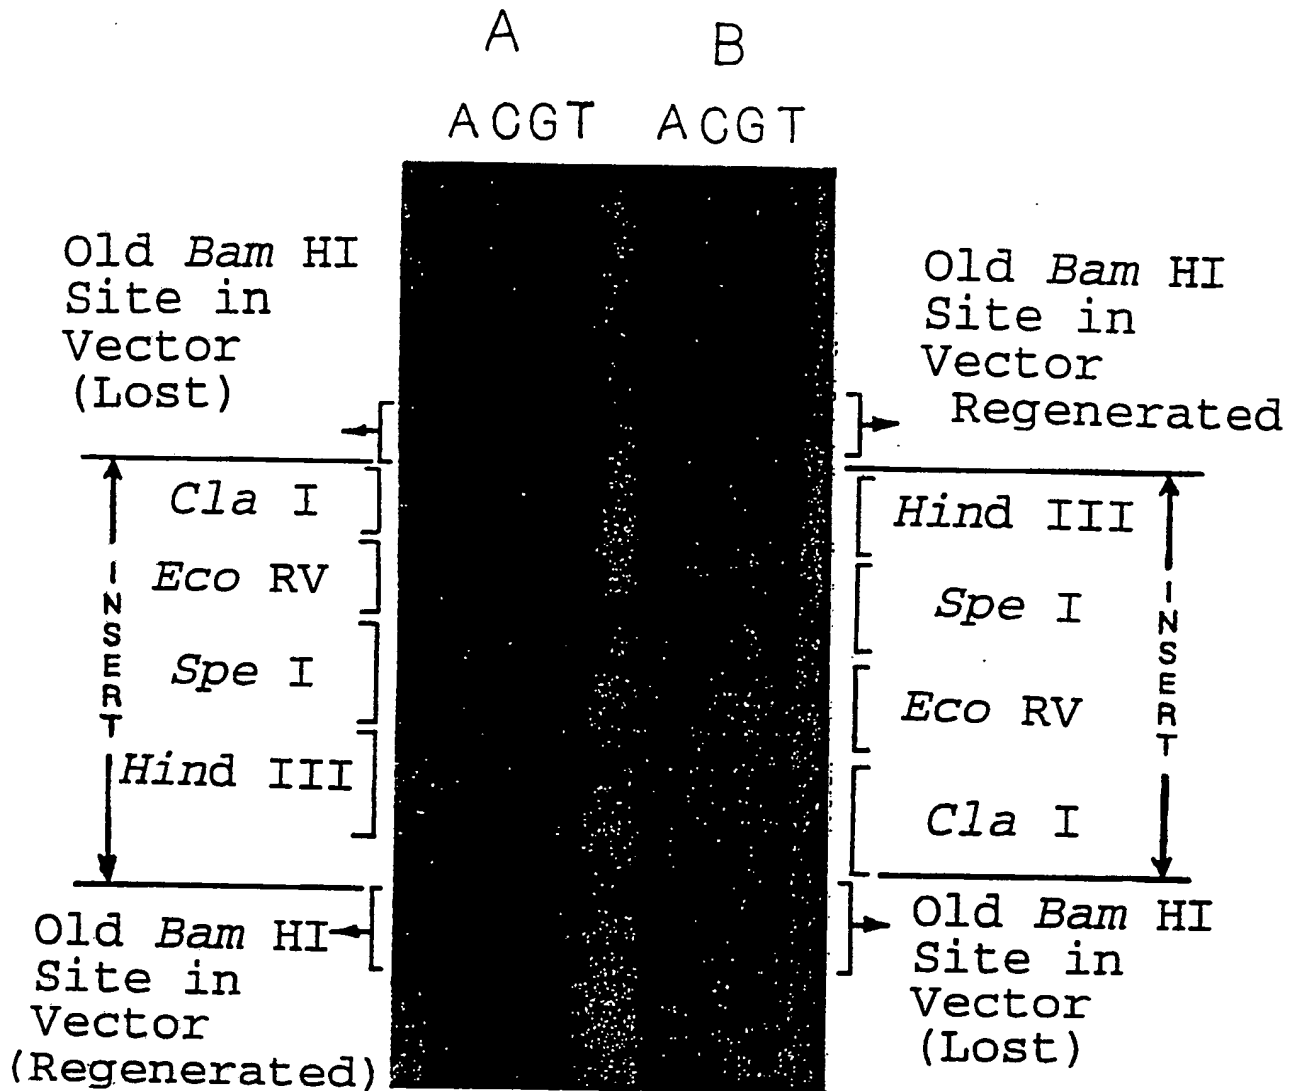 A B
ACGT ACGT
Old Bam HI
Site in
Vector
(Lost)
Cla I
Eco RV
Spe I
Hind III
INSERT
Old Bam HI
Site in
Vector
(Regenerated)
Old Bam HI
Site in
Vector
Regenerated
Hind III
Spe I
Eco RV
Cla I
INSERT
Old Bam HI
Site in
Vector
(Lost)